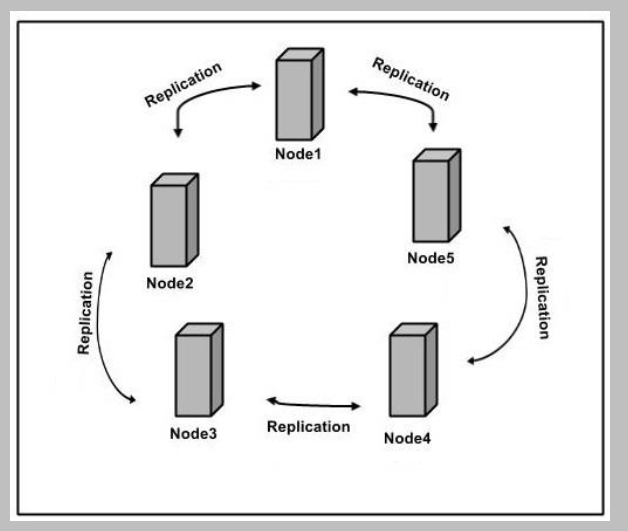 Replication
Replication
Node1
Node2
Node5
Replication
Replication
Node3
Replication
Node4